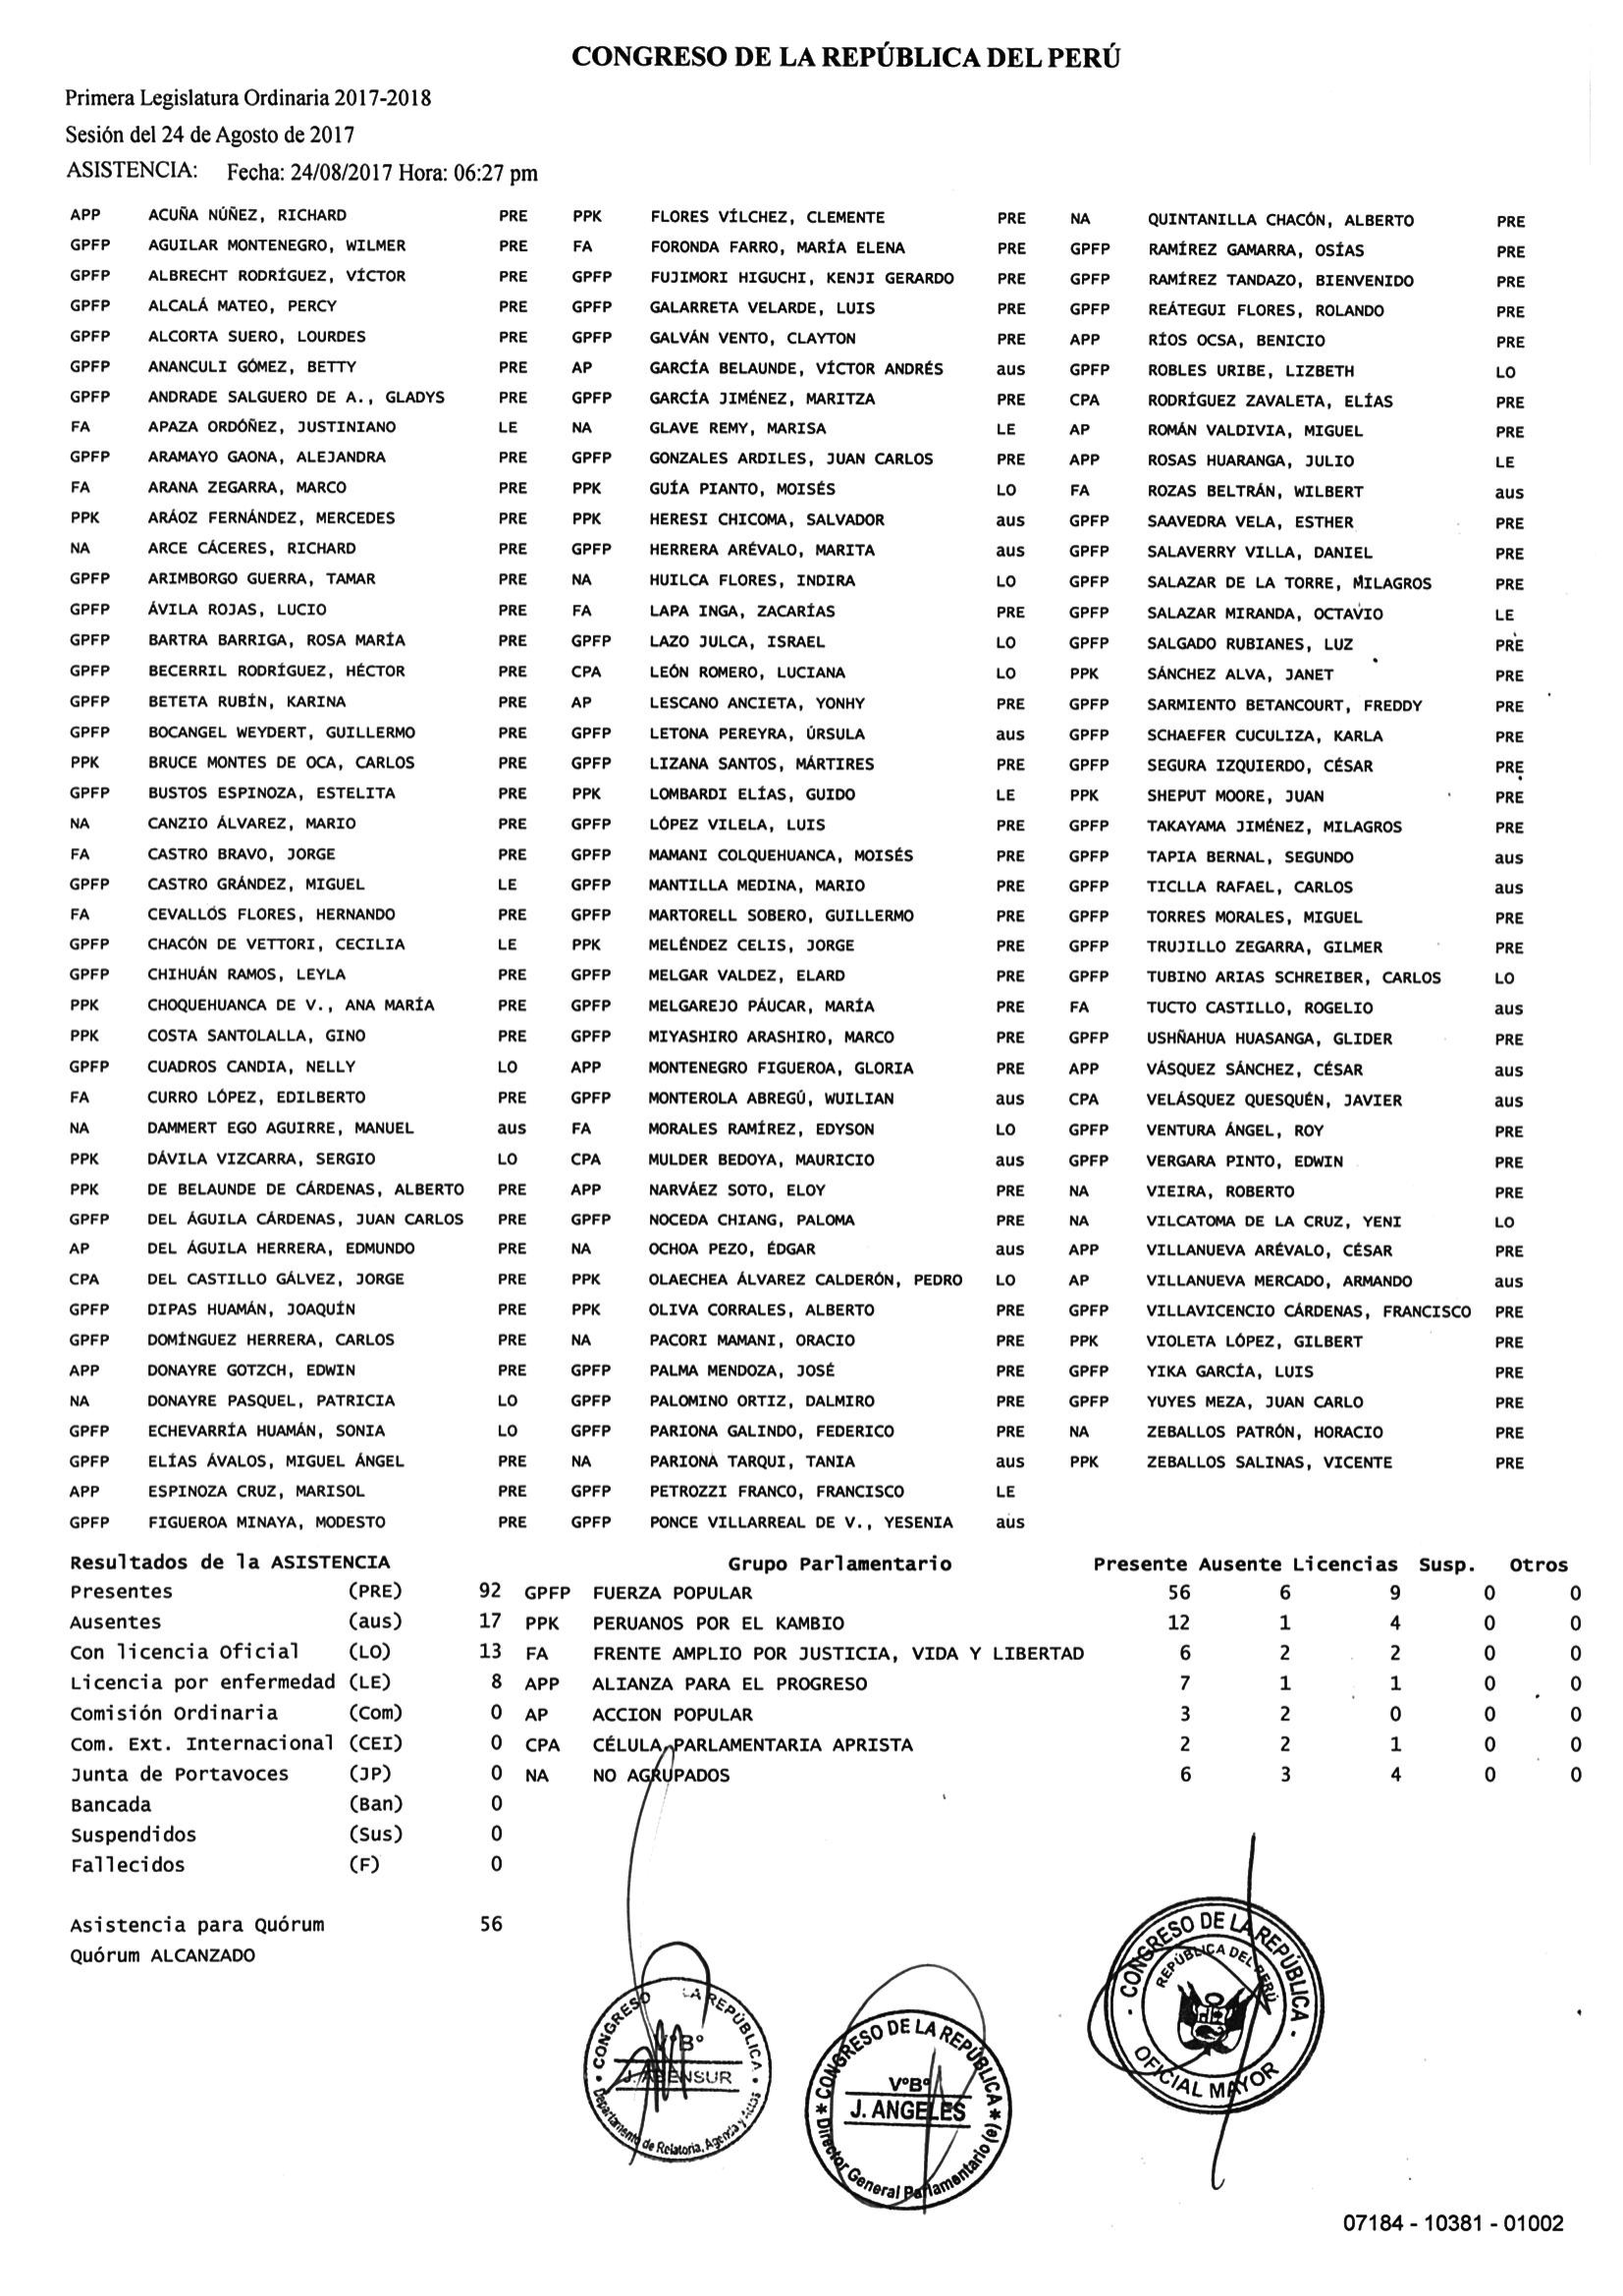 CONGRESO DE LA REPÚBLICA DEL PERÚ
Primera Legislatura Ordinaria 2017-2018
Sesión del 24 de Agosto de 2017
ASISTENCIA: Fecha: 24/08/2017 Hora: 06:27 pm
APP ACUÑA NÚÑEZ, RICHARD PRE PPK FLORES VÍLCHEZ, CLEMENTE PRE NA QUINTANILLA CHACÓN, ALBERTO PRE
GPFP AGUILAR MONTENEGRO, WILMER PRE FA FORONDA FARRO, MARÍA ELENA PRE GPFP RAMÍREZ GAMARRA, OSÍAS PRE
GPFP ALBRECHT RODRÍGUEZ, VÍCTOR PRE GPFP FUJIMORI HIGUCHI, KENJI GERARDO PRE GPFP RAMÍREZ TANDAZO, BIENVENIDO PRE
GPFP ALCALÁ MATEO, PERCY PRE GPFP GALARRETA VELARDE, LUIS PRE GPFP REÁTEGUI FLORES, ROLANDO PRE
GPFP ALCORTA SUERO, LOURDES PRE GPFP GALVÁN VENTO, CLAYTON PRE APP RÍOS OCSA, BENICIO PRE
GPFP ANANCULI GÓMEZ, BETTY PRE AP GARCÍA BELAUNDE, VÍCTOR ANDRÉS aus GPFP ROBLES URIBE, LIZBETH LO
GPFP ANDRADE SALGUERO DE A., GLADYS PRE GPFP GARCÍA JIMÉNEZ, MARITZA PRE CPA RODRÍGUEZ ZAVALETA, ELÍAS PRE
FA APAZA ORDÓÑEZ, JUSTINIANO LE NA GLAVE REMY, MARISA LE AP ROMÁN VALDIVIA, MIGUEL PRE
GPFP ARAMAYO GAONA, ALEJANDRA PRE GPFP GONZALES ARDILES, JUAN CARLOS PRE APP ROSAS HUARANGA, JULIO LE
FA ARANA ZEGARRA, MARCO PRE PPK GUÍA PIANTO, MOISÉS LO FA ROZAS BELTRÁN, WILBERT aus
PPK ARÁOZ FERNÁNDEZ, MERCEDES PRE PPK HERESI CHICOMA, SALVADOR aus GPFP SAAVEDRA VELA, ESTHER PRE
NA ARCE CÁCERES, RICHARD PRE GPFP HERRERA ARÉVALO, MARITA aus GPFP SALAVERRY VILLA, DANIEL PRE
GPFP ARIMBORGO GUERRA, TAMAR PRE NA HUILCA FLORES, INDIRA LO GPFP SALAZAR DE LA TORRE, MILAGROS PRE
GPFP ÁVILA ROJAS, LUCIO PRE FA LAPA INGA, ZACARÍAS PRE GPFP SALAZAR MIRANDA, OCTAVIO LE
GPFP BARTRA BARRIGA, ROSA MARÍA PRE GPFP LAZO JULCA, ISRAEL LO GPFP SALGADO RUBIANES, LUZ PRE
GPFP BECERRIL RODRÍGUEZ, HÉCTOR PRE CPA LEÓN ROMERO, LUCIANA LO PPK SÁNCHEZ ALVA, JANET PRE
GPFP BETETA RUBÍN, KARINA PRE AP LESCANO ANCIETA, YONHY PRE GPFP SARMIENTO BETANCOURT, FREDDY PRE
GPFP BOCANGEL WEYDERT, GUILLERMO PRE GPFP LETONA PEREYRA, ÚRSULA aus GPFP SCHAEFER CUCULIZA, KARLA PRE
PPK BRUCE MONTES DE OCA, CARLOS PRE GPFP LIZANA SANTOS, MÁRTIRES PRE GPFP SEGURA IZQUIERDO, CÉSAR PRE
GPFP BUSTOS ESPINOZA, ESTELITA PRE PPK LOMBARDI ELÍAS, GUIDO LE PPK SHEPUT MOORE, JUAN PRE
NA CANZIO ÁLVAREZ, MARIO PRE GPFP LÓPEZ VILELA, LUIS PRE GPFP TAKAYAMA JIMÉNEZ, MILAGROS PRE
FA CASTRO BRAVO, JORGE PRE GPFP MAMANI COLQUEHUANCA, MOISÉS PRE GPFP TAPIA BERNAL, SEGUNDO aus
GPFP CASTRO GRÁNDEZ, MIGUEL LE GPFP MANTILLA MEDINA, MARIO PRE GPFP TICLLA RAFAEL, CARLOS aus
FA CEVALLOS FLORES, HERNANDO PRE GPFP MARTORELL SOBERO, GUILLERMO PRE GPFP TORRES MORALES, MIGUEL PRE
GPFP CHACÓN DE VETTORI, CECILIA LE PPK MELÉNDEZ CELIS, JORGE PRE GPFP TRUJILLO ZEGARRA, GILMER PRE
GPFP CHIHUÁN RAMOS, LEYLA PRE GPFP MELGAR VALDEZ, ELARD PRE GPFP TUBINO ARIAS SCHREIBER, CARLOS LO
PPK CHOQUEHUANCA DE V., ANA MARÍA PRE GPFP MELGAREJO PÁUCAR, MARÍA PRE FA TUCTO CASTILLO, ROGELIO aus
PPK COSTA SANTOLALLA, GINO PRE GPFP MIYASHIRO ARASHIRO, MARCO PRE GPFP USHÑAHUA HUASANGA, GLIDER PRE
GPFP CUADROS CANDIA, NELLY LO APP MONTENEGRO FIGUEROA, GLORIA PRE APP VÁSQUEZ SÁNCHEZ, CÉSAR aus
FA CURRO LÓPEZ, EDILBERTO PRE GPFP MONTEROLA ABREGÚ, WUILIAN aus CPA VELÁSQUEZ QUESQUÉN, JAVIER aus
NA DAMMERT EGO AGUIRRE, MANUEL aus FA MORALES RAMÍREZ, EDYSON LO GPFP VENTURA ÁNGEL, ROY PRE
PPK DÁVILA VIZCARRA, SERGIO LO CPA MULDER BEDOYA, MAURICIO aus GPFP VERGARA PINTO, EDWIN PRE
PPK DE BELAUNDE DE CÁRDENAS, ALBERTO PRE APP NARVÁEZ SOTO, ELOY PRE NA VIEIRA, ROBERTO PRE
GPFP DEL ÁGUILA CÁRDENAS, JUAN CARLOS PRE GPFP NOCEDA CHIANG, PALOMA PRE NA VILCATOMA DE LA CRUZ, YENI LO
AP DEL ÁGUILA HERRERA, EDMUNDO PRE NA OCHOA PEZO, ÉDGAR aus APP VILLANUEVA ARÉVALO, CÉSAR PRE
CPA DEL CASTILLO GÁLVEZ, JORGE PRE PPK OLAECHEA ÁLVAREZ CALDERÓN, PEDRO LO AP VILLANUEVA MERCADO, ARMANDO aus
GPFP DIPAS HUAMÁN, JOAQUÍN PRE PPK OLIVA CORRALES, ALBERTO PRE GPFP VILLAVICENCIO CÁRDENAS, FRANCISCO PRE
GPFP DOMÍNGUEZ HERRERA, CARLOS PRE NA PACORI MAMANI, ORACIO PRE PPK VIOLETA LÓPEZ, GILBERT PRE
APP DONAYRE GOTZCH, EDWIN PRE GPFP PALMA MENDOZA, JOSÉ PRE GPFP YIKA GARCÍA, LUIS PRE
NA DONAYRE PASQUEL, PATRICIA LO GPFP PALOMINO ORTIZ, DALMIRO PRE GPFP YUYES MEZA, JUAN CARLO PRE
GPFP ECHEVARRÍA HUAMÁN, SONIA LO GPFP PARIONA GALINDO, FEDERICO PRE NA ZEBALLOS PATRÓN, HORACIO PRE
GPFP ELÍAS ÁVALOS, MIGUEL ÁNGEL PRE NA PARIONA TARQUI, TANIA aus PPK ZEBALLOS SALINAS, VICENTE PRE
APP ESPINOZA CRUZ, MARISOL PRE GPFP PETROZZI FRANCO, FRANCISCO LE
GPFP FIGUEROA MINAYA, MODESTO PRE GPFP PONCE VILLARREAL DE V., YESENIA aus
Resultados de la ASISTENCIA Grupo Parlamentario Presente Ausente Licencias Susp. Otros
Presentes (PRE) 92 GPFP FUERZA POPULAR 56 6 9 0 0
Ausentes (aus) 17 PPK PERUANOS POR EL KAMBIO 12 1 4 0 0
Con licencia Oficial (LO) 13 FA FRENTE AMPLIO POR JUSTICIA, VIDA Y LIBERTAD 6 2 2 0 0
Licencia por enfermedad (LE) 8 APP ALIANZA PARA EL PROGRESO 7 1 1 0 0
Comisión Ordinaria (Com) 0 AP ACCION POPULAR 3 2 0 0 0
Com. Ext. Internacional (CEI) 0 CPA CÉLULA PARLAMENTARIA APRISTA 2 2 1 0 0
Junta de Portavoces (JP) 0 NA NO AGRUPADOS 6 3 4 0 0
Bancada (Ban) 0
Suspendidos (Sus) 0
Fallecidos (F) 0
Asistencia para Quórum 56
Quórum ALCANZADO
CONGRESO LA REPÚBLICA
V°B°
J. ABENSUR
Departamento de Relatoría, Agenda y Actas
CONGRESO DE LA REPÚBLICA
V°B°
J. ANGELES
Director General Parlamentario (e)
CONGRESO DE LA REPÚBLICA
REPÚBLICA DEL PERÚ
OFICIAL MAYOR
07184 - 10381 - 01002